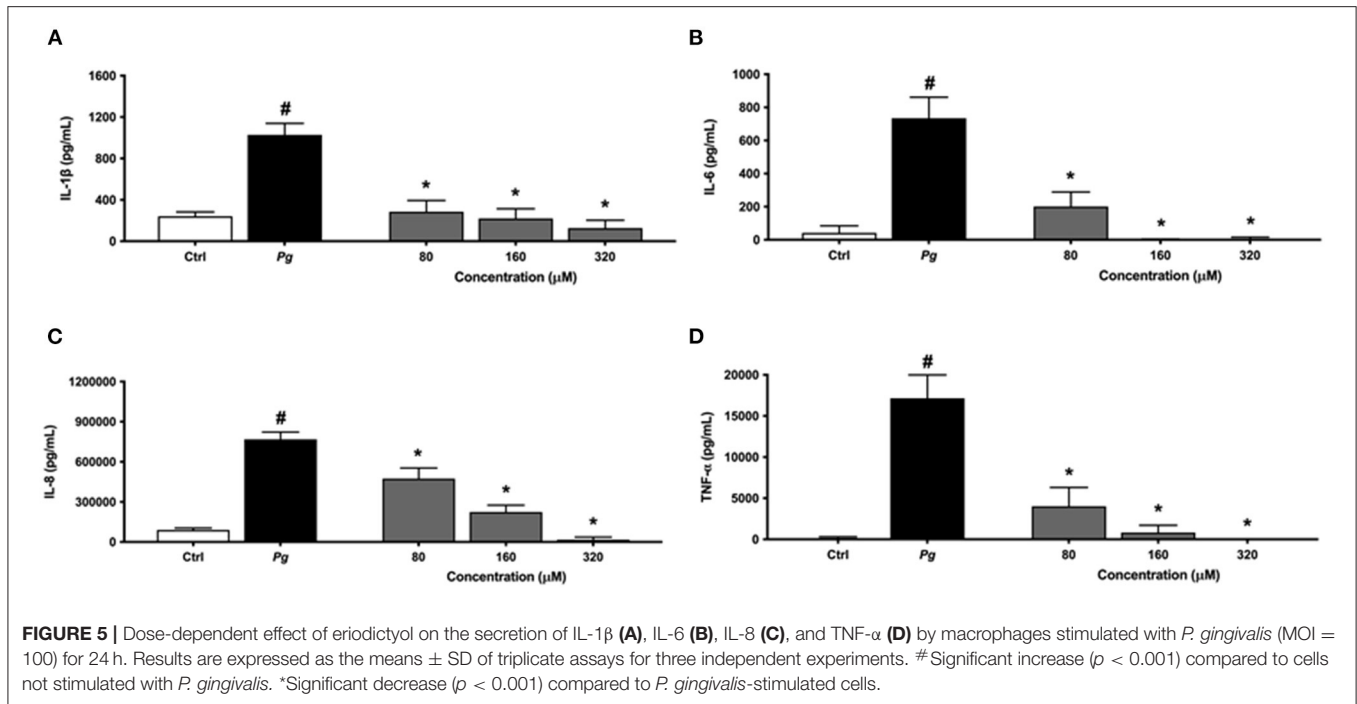 A
IL-1β (pg/mL)
1600
1200
800
400
0
#
*
*
*
Ctrl
Pg
80
160
320
Concentration (µM)
B
IL-6 (pg/mL)
1000
800
600
400
200
0
#
*
*
*
Ctrl
Pg
80
160
320
Concentration (µM)
C
IL-8 (pg/mL)
1200000
900000
600000
300000
0
#
*
*
*
Ctrl
Pg
80
160
320
Concentration (µM)
D
TNF-α (pg/mL)
20000
15000
10000
5000
0
#
*
*
*
Ctrl
Pg
80
160
320
Concentration (µM)
FIGURE 5 | Dose-dependent effect of eriodictyol on the secretion of IL-1β (A), IL-6 (B), IL-8 (C), and TNF-α (D) by macrophages stimulated with P. gingivalis (MOI =
100) for 24 h. Results are expressed as the means ± SD of triplicate assays for three independent experiments. #Significant increase (p < 0.001) compared to cells
not stimulated with P. gingivalis. *Significant decrease (p < 0.001) compared to P. gingivalis-stimulated cells.